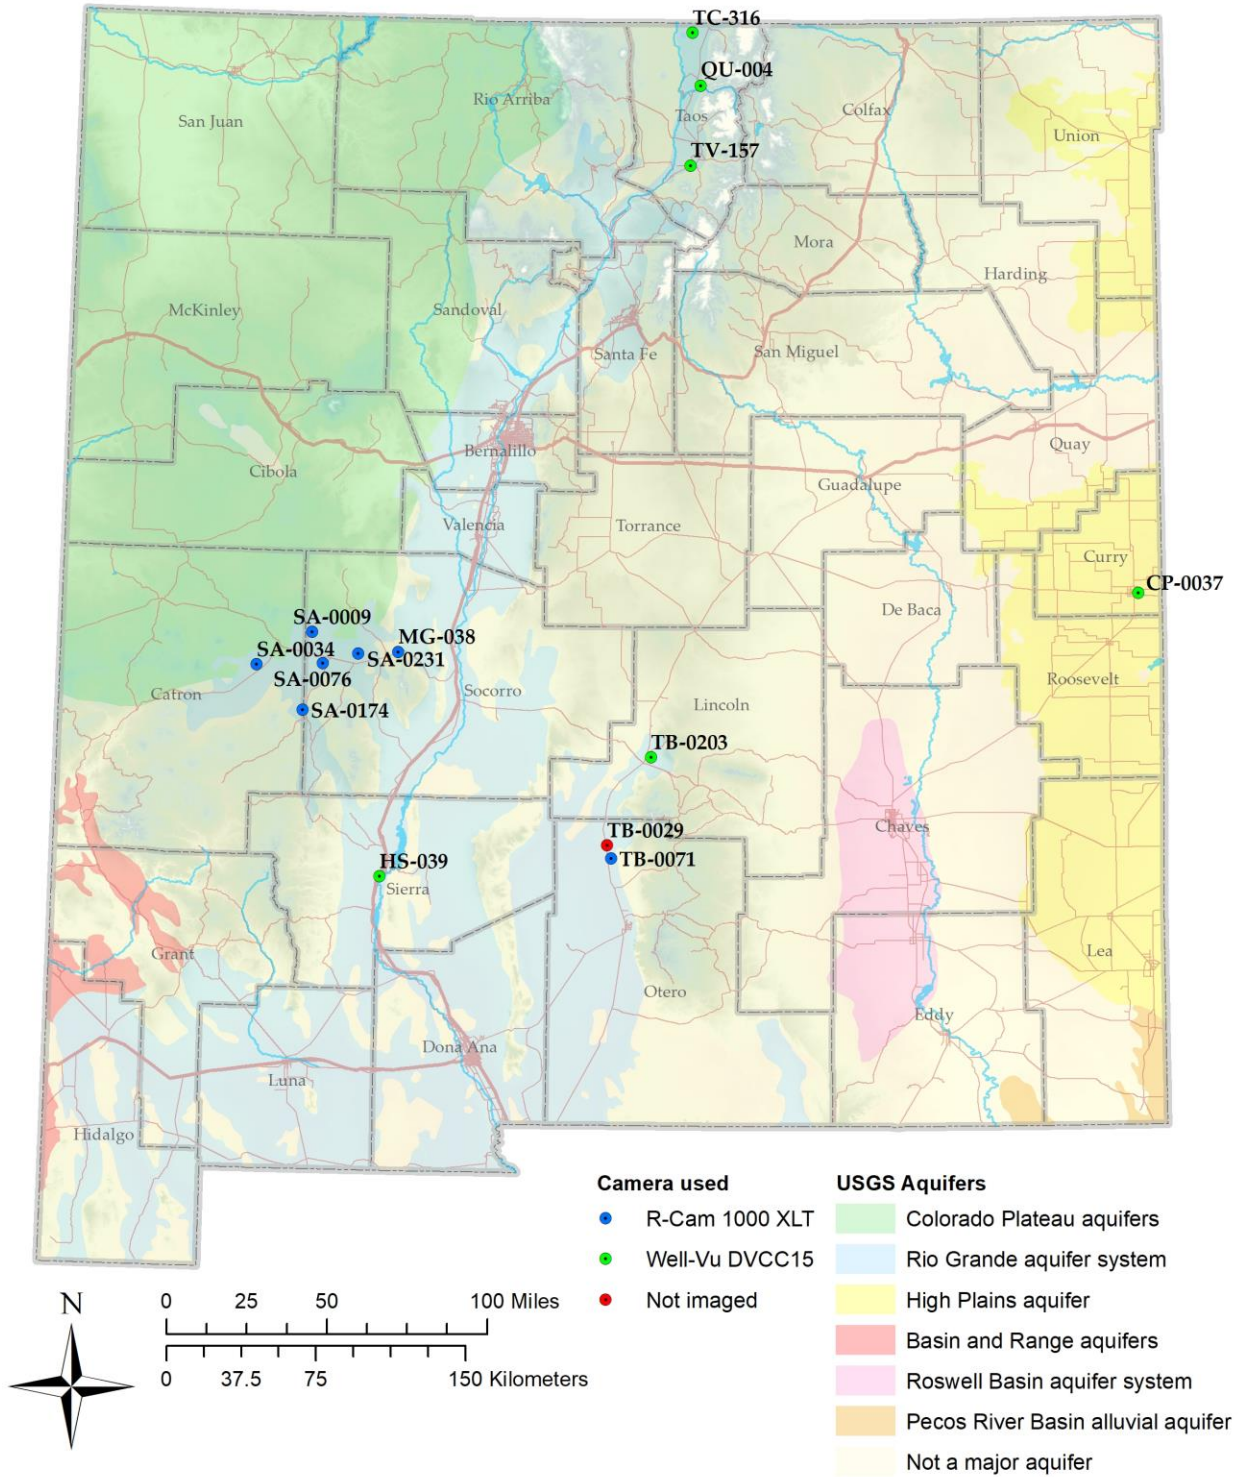 TC-316
QU-004
Rio Arriba
Colfax
San Juan
Taos
Union
TV-157
Mora
Harding
McKinley
Sandoval
Santa Fe
San Miguel
Bernalillo
Quay
Cibola
Guadalupe
Valencia
Torrance
Curry
CP-0037
De Baca
SA-0009
MG-038
SA-0034
SA-0231
SA-0076
Roosevelt
Catron
Socorro
SA-0174
Lincoln
TB-0203
TB-0029
Chaves
TB-0071
HS-039
Sierra
Grant
Lea
Otero
Eddy
Dona Ana
Luna
Hidalgo
Camera used
R-Cam 1000 XLT
Well-Vu DVCC15
Not imaged
USGS Aquifers
Colorado Plateau aquifers
Rio Grande aquifer system
High Plains aquifer
Basin and Range aquifers
Roswell Basin aquifer system
Pecos River Basin alluvial aquifer
Not a major aquifer
N
0 25 50 100 Miles
0 37.5 75 150 Kilometers